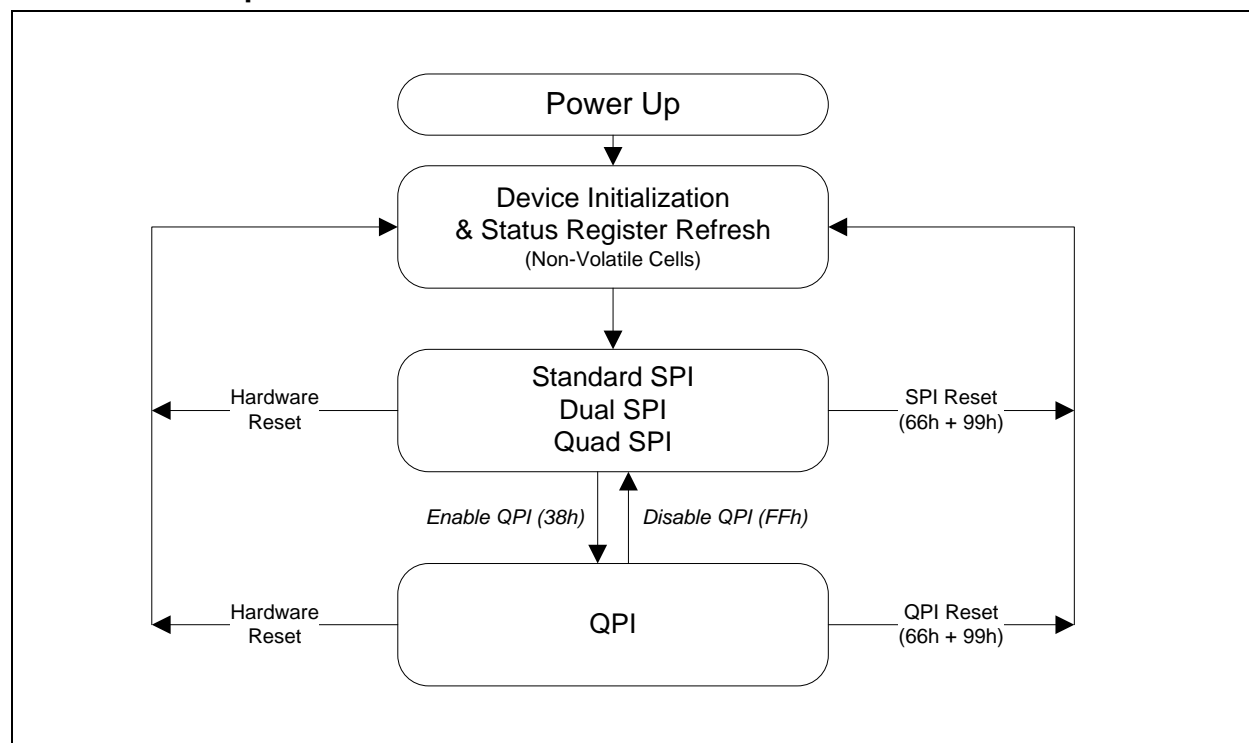 Power Up
Device Initialization
& Status Register Refresh
(Non-Volatile Cells)
Standard SPI
Dual SPI
Quad SPI
Hardware
Reset
SPI Reset
(66h + 99h)
Enable QPI (38h)
Disable QPI (FFh)
QPI
Hardware
Reset
QPI Reset
(66h + 99h)